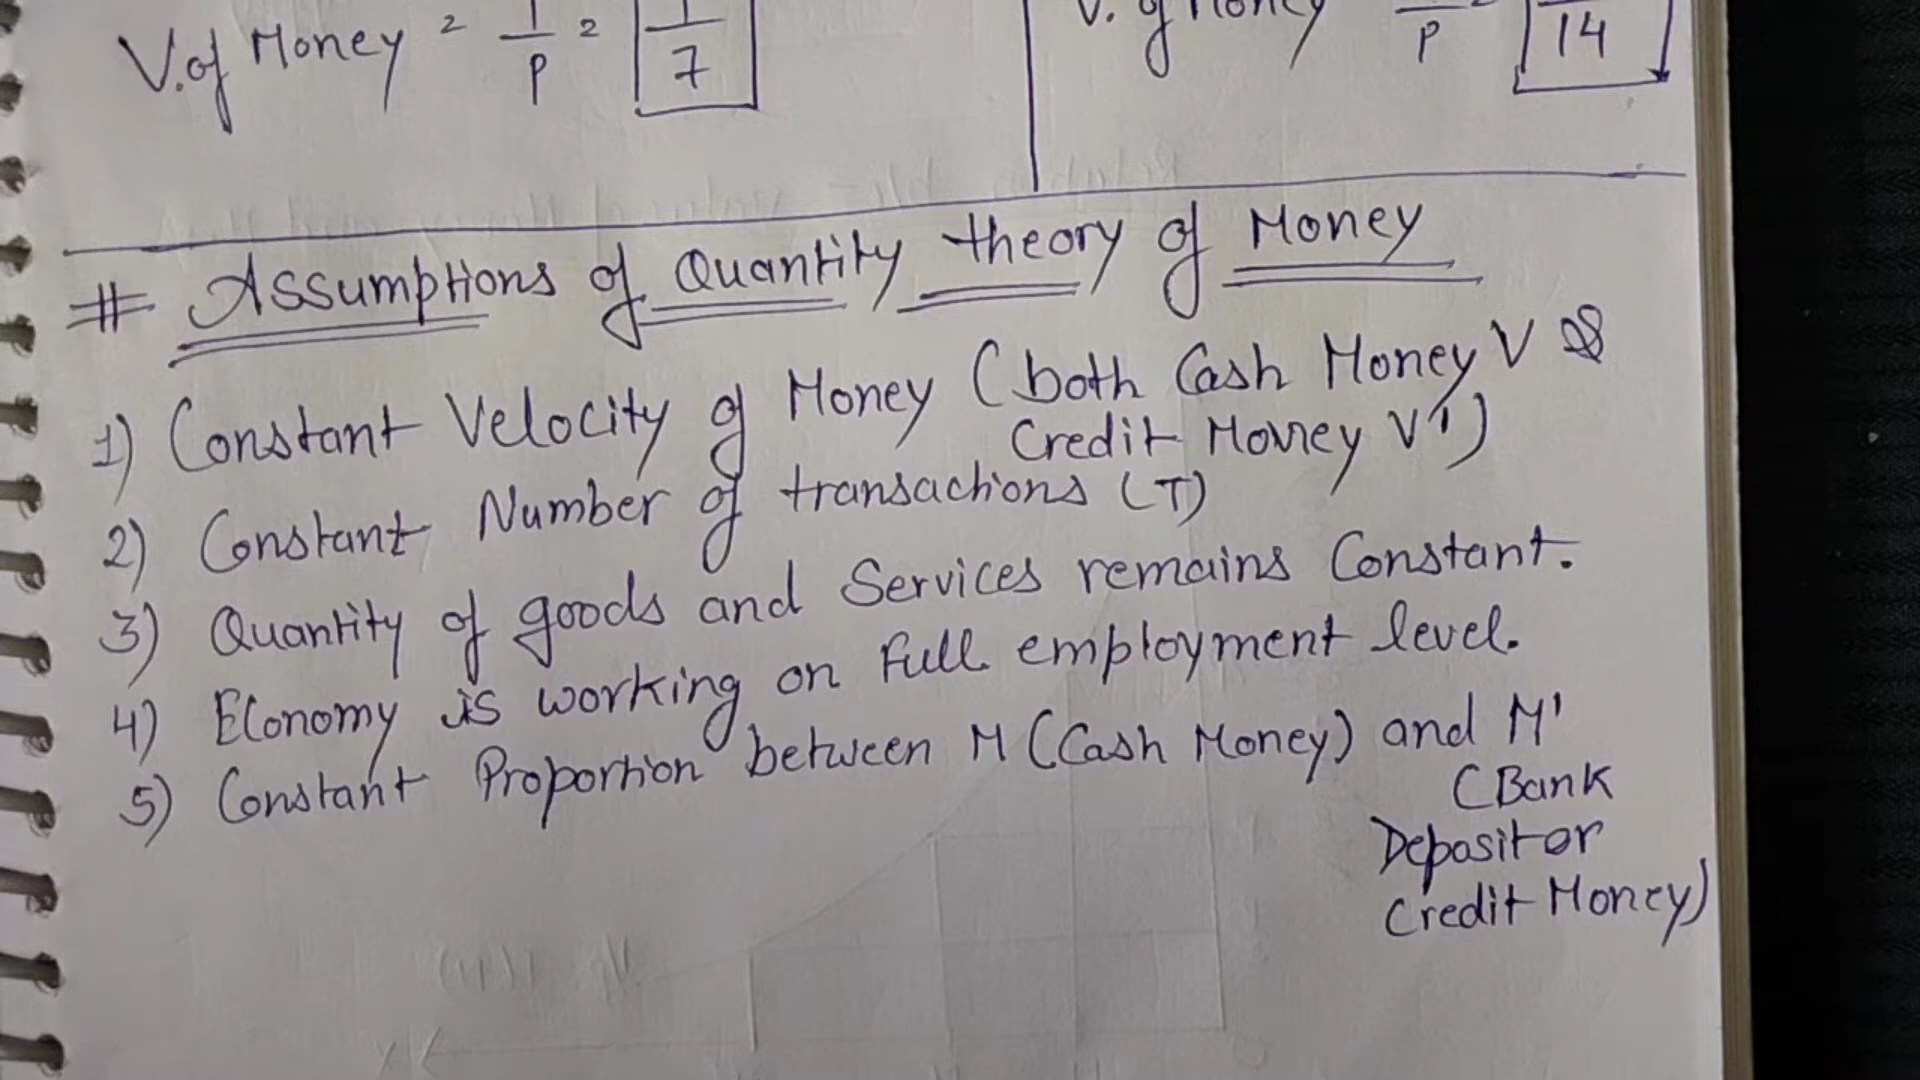 V. of Money = 1/P = 1/7
V. of Money P 14
# Assumptions of Quantity theory of Money
1) Constant Velocity of Money (both Cash Money V &
Credit Money V')
2) Constant Number of transactions (T)
3) Quantity of goods and Services remains Constant.
4) Economy is working on Full employment level.
5) Constant Proportion between M (Cash Money) and M'
(Bank
Deposit or
Credit Money)